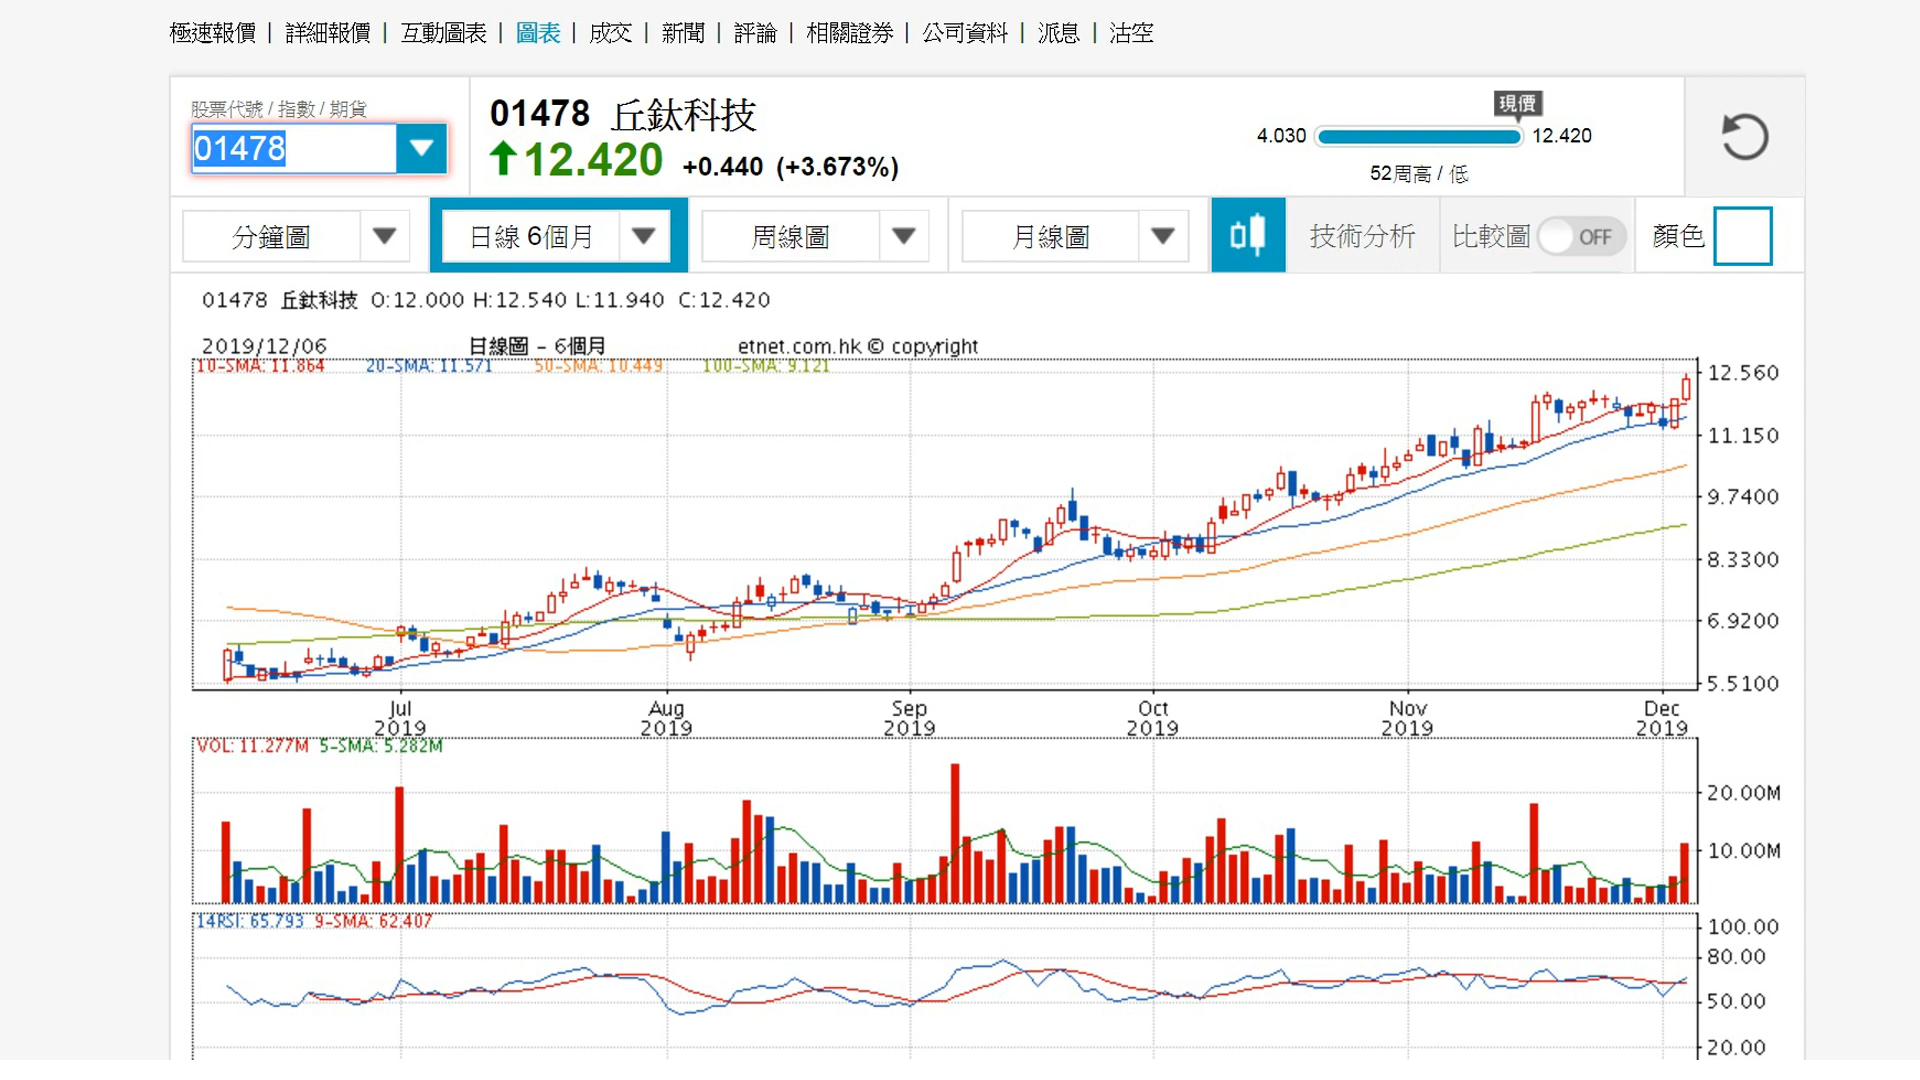 極速報價 | 詳細報價 | 互動圖表 | 圖表 | 成交 | 新聞 | 評論 | 相關證券 | 公司資料 | 派息 | 沽空
股票代號 / 指數 / 期貨
01478
01478 丘鈦科技
12.420 +0.440 (+3.673%)
現價
4.030 12.420
52周高 / 低
分鐘圖 日線 6個月 周線圖 月線圖 技術分析 比較圖 OFF 顏色
01478 丘鈦科技 O:12.000 H:12.540 L:11.940 C:12.420
2019/12/06 日線圖 - 6個月 etnet.com.hk © copyright
10-SMA: 11.864 20-SMA: 11.571 50-SMA: 10.449 100-SMA: 9.121
12.560
11.150
9.7400
8.3300
6.9200
5.5100
Jul Aug Sep Oct Nov Dec
2019 2019 2019 2019 2019 2019
VOL: 11.277M 5-SMA: 5.282M
20.00M
10.00M
14RSI: 65.793 9-SMA: 62.407
100.00
80.00
50.00
20.00